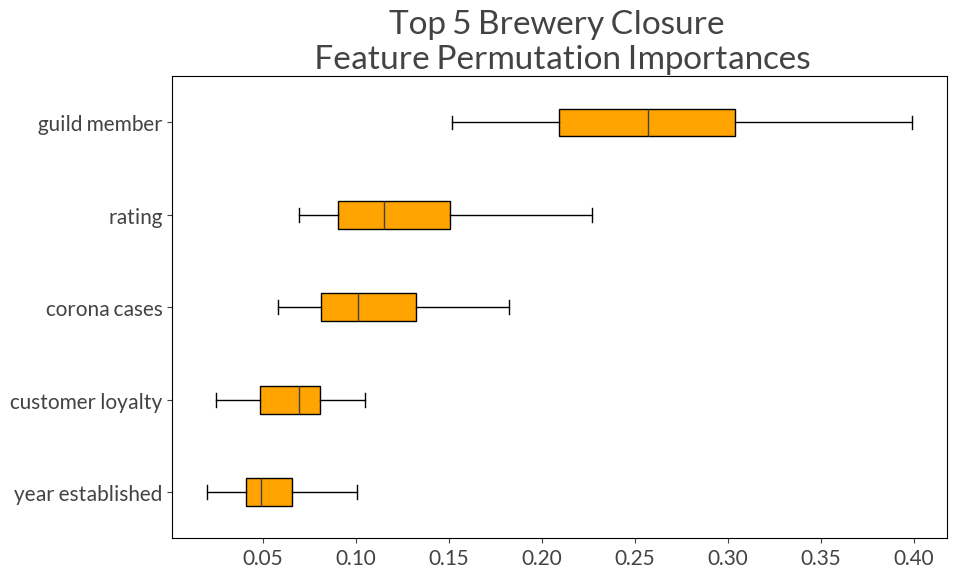 Top 5 Brewery Closure
Feature Permutation Importances
guild member
rating
corona cases
customer loyalty
year established
0.05 0.10 0.15 0.20 0.25 0.30 0.35 0.40